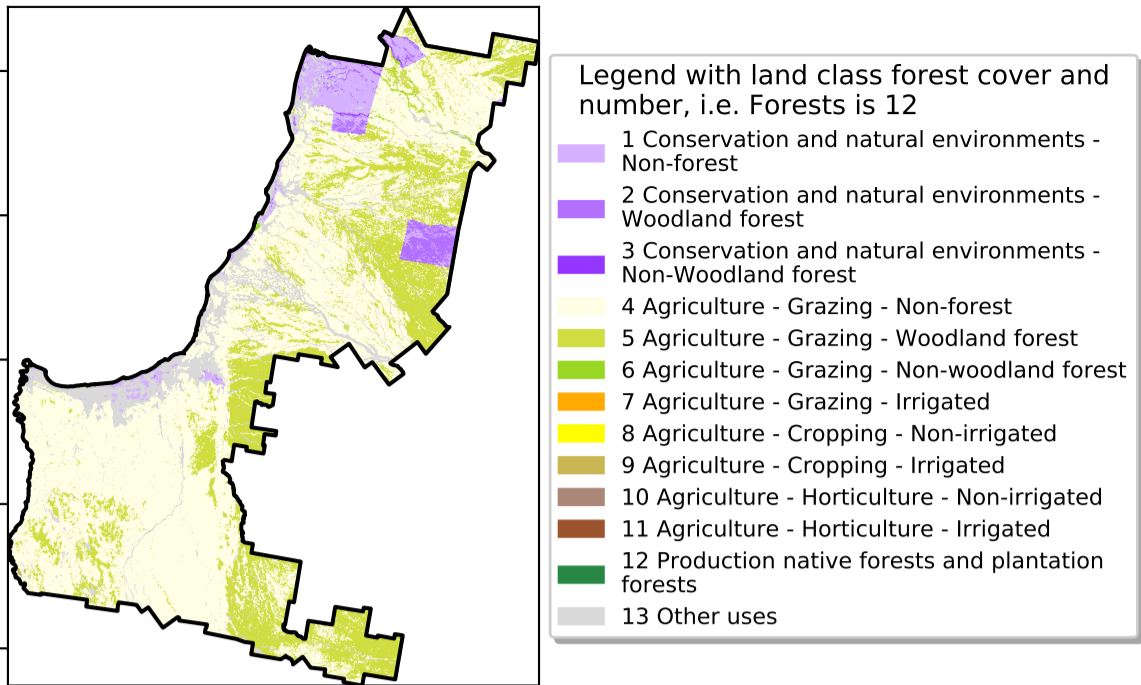 Legend with land class forest cover and
number, i.e. Forests is 12
1 Conservation and natural environments -
Non-forest
2 Conservation and natural environments -
Woodland forest
3 Conservation and natural environments -
Non-Woodland forest
4 Agriculture - Grazing - Non-forest
5 Agriculture - Grazing - Woodland forest
6 Agriculture - Grazing - Non-woodland forest
7 Agriculture - Grazing - Irrigated
8 Agriculture - Cropping - Non-irrigated
9 Agriculture - Cropping - Irrigated
10 Agriculture - Horticulture - Non-irrigated
11 Agriculture - Horticulture - Irrigated
12 Production native forests and plantation
forests
13 Other uses